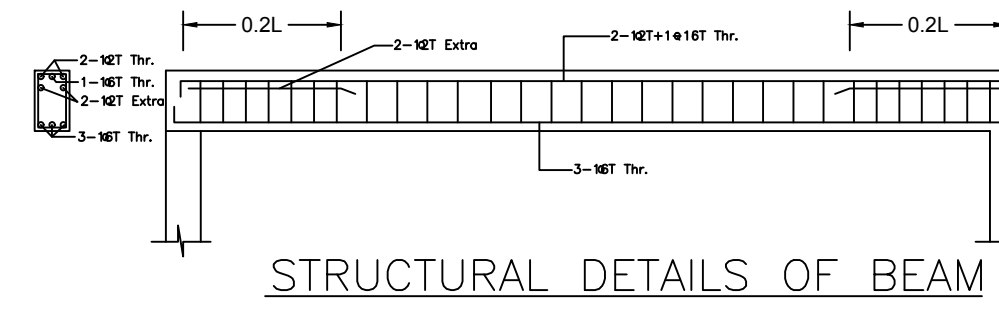 0.2L
0.2L
2-12T Extra
2-12T+1-16T Thr.
2-12T Thr.
1-16T Thr.
2-12T Extra
3-16T Thr.
3-16T Thr.
STRUCTURAL DETAILS OF BEAM